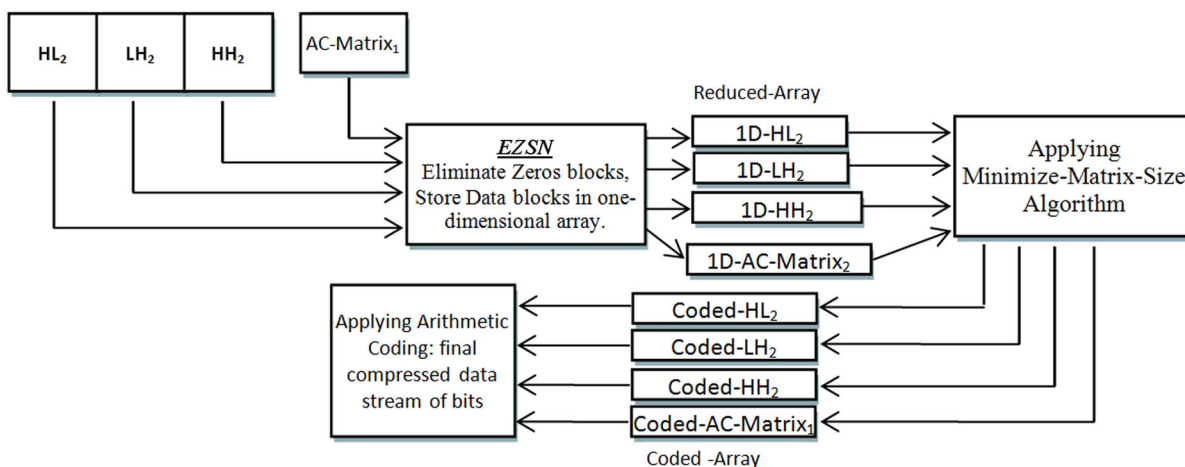 HL₂ LH₂ HH₂
AC-Matrix₁
EZSN
Eliminate Zeros blocks,
Store Data blocks in one-
dimensional array.
Reduced-Array
1D-HL₂
1D-LH₂
1D-HH₂
1D-AC-Matrix₂
Applying
Minimize-Matrix-Size
Algorithm
Coded-HL₂
Coded-LH₂
Coded-HH₂
Coded-AC-Matrix₁
Coded -Array
Applying Arithmetic
Coding: final
compressed data
stream of bits